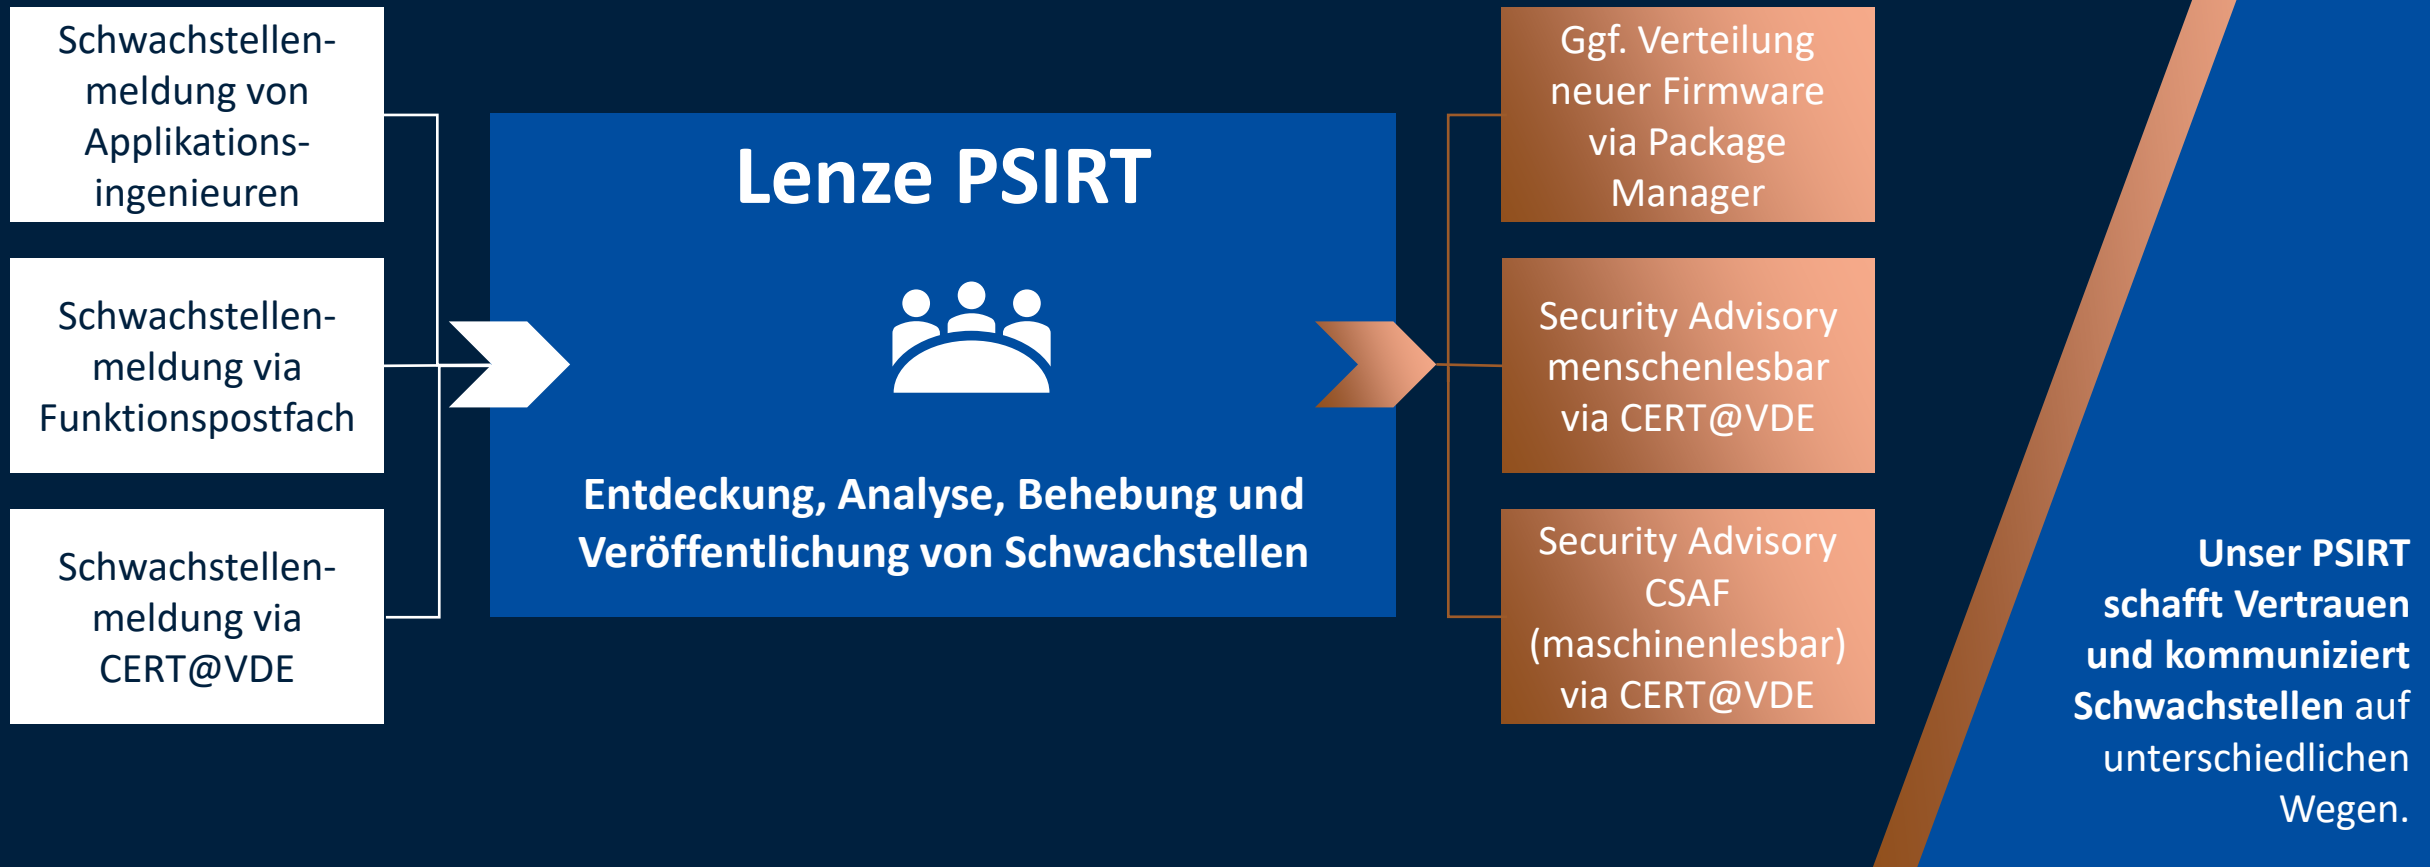 Schwachstellen-
meldung von
Applikations-
ingenieuren
Schwachstellen-
meldung via
Funktionspostfach
Schwachstellen-
meldung via
CERT@VDE
Lenze PSIRT
Entdeckung, Analyse, Behebung und
Veröffentlichung von Schwachstellen
Ggf. Verteilung
neuer Firmware
via Package
Manager
Security Advisory
menschenlesbar
via CERT@VDE
Security Advisory
CSAF
(maschinenlesbar)
via CERT@VDE
Unser PSIRT
schafft Vertrauen
und kommuniziert
Schwachstellen auf
unterschiedlichen
Wegen.